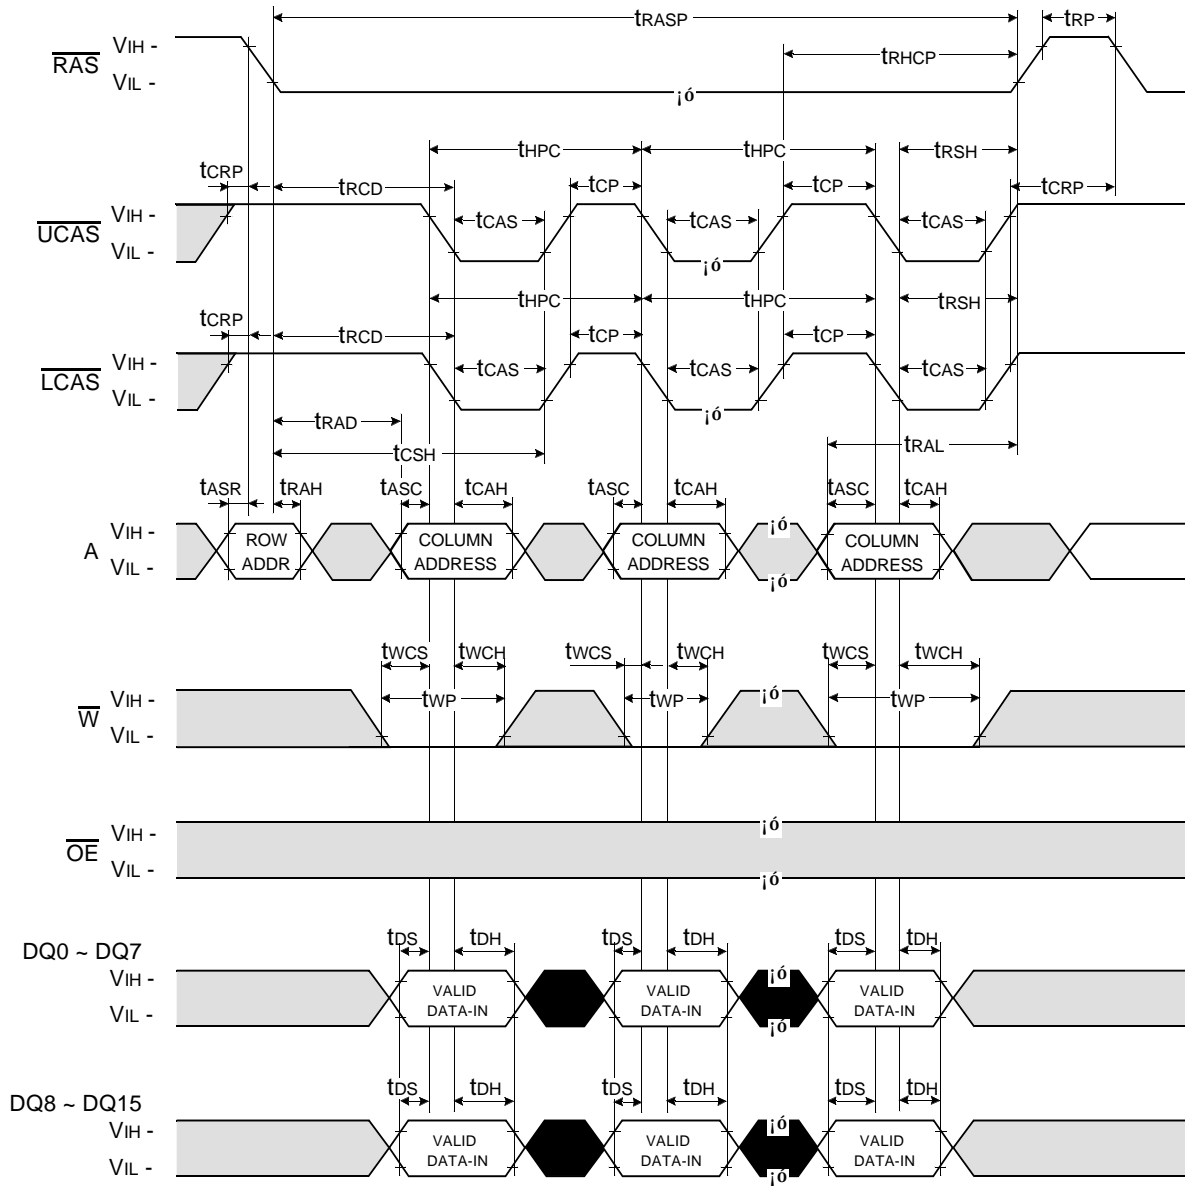 tRASP
tRP
RAS
VIH -
VIL -
tRHCP
¡ó
tHPC
tHPC
tRSH
tCRP
tRCD
tCP
tCP
tCRP
UCAS
VIH -
VIL -
tCAS
tCAS
tCAS
¡ó
tHPC
tHPC
tRSH
tCRP
tRCD
tCP
tCP
LCAS
VIH -
VIL -
tCAS
tCAS
tCAS
¡ó
tRAD
tCSH
tRAL
tASR
tRAH
tASC
tCAH
tASC
tCAH
tASC
tCAH
A
VIH -
VIL -
ROW
ADDR
COLUMN
ADDRESS
COLUMN
ADDRESS
¡ó
¡ó
COLUMN
ADDRESS
tWCS
tWCH
tWCS
tWCH
tWCS
tWCH
W
VIH -
VIL -
tWP
tWP
¡ó
tWP
OE
VIH -
VIL -
¡ó
¡ó
DQ0 ~ DQ7
VIH -
VIL -
tDS
tDH
tDS
tDH
tDS
tDH
VALID
DATA-IN
VALID
DATA-IN
¡ó
¡ó
VALID
DATA-IN
DQ8 ~ DQ15
VIH -
VIL -
tDS
tDH
tDS
tDH
tDS
tDH
VALID
DATA-IN
VALID
DATA-IN
¡ó
¡ó
VALID
DATA-IN